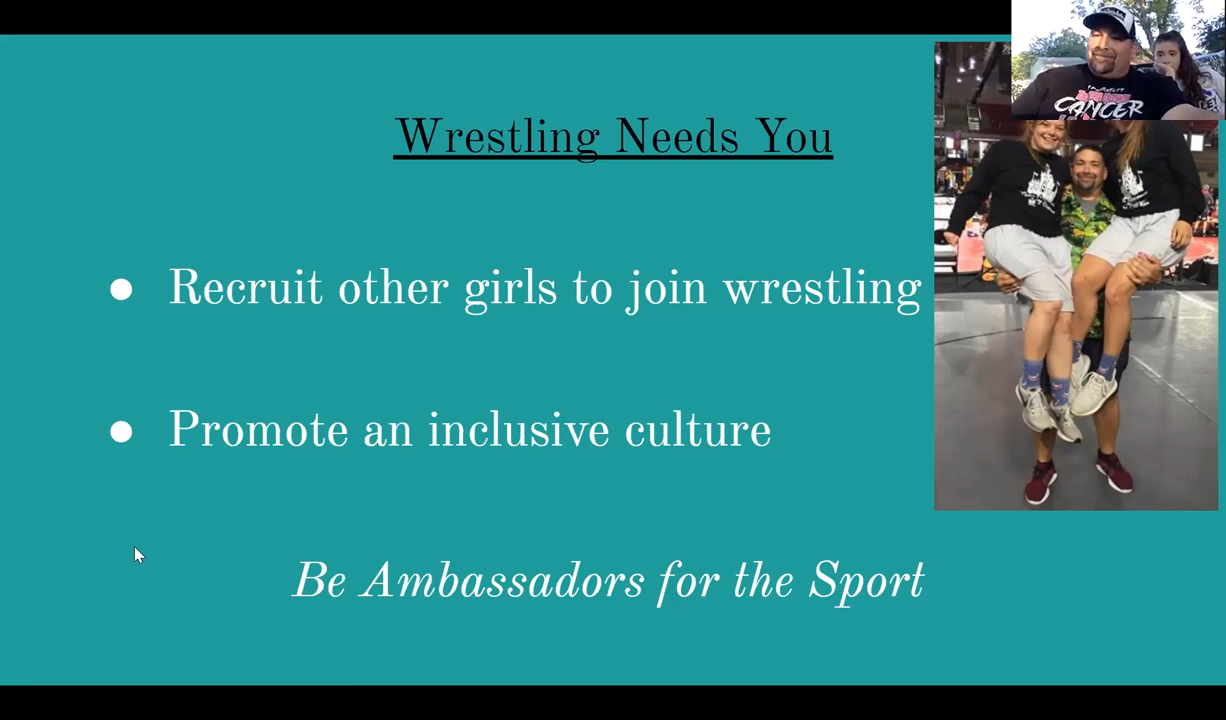 Wrestling Needs You
CANCER
● Recruit other girls to join wrestling
● Promote an inclusive culture
Be Ambassadors for the Sport